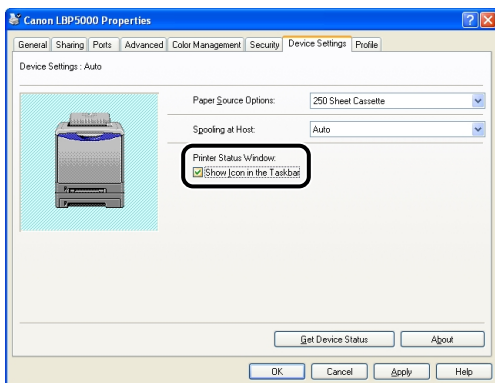 Canon LBP5000 Properties
General Sharing Ports Advanced Color Management Security Device Settings Profile
Device Settings : Auto
Paper Source Options: 250 Sheet Cassette
Spooling at Host: Auto
Printer Status Window:
Show Icon in the Taskbar
Get Device Status About
OK Cancel Apply Help